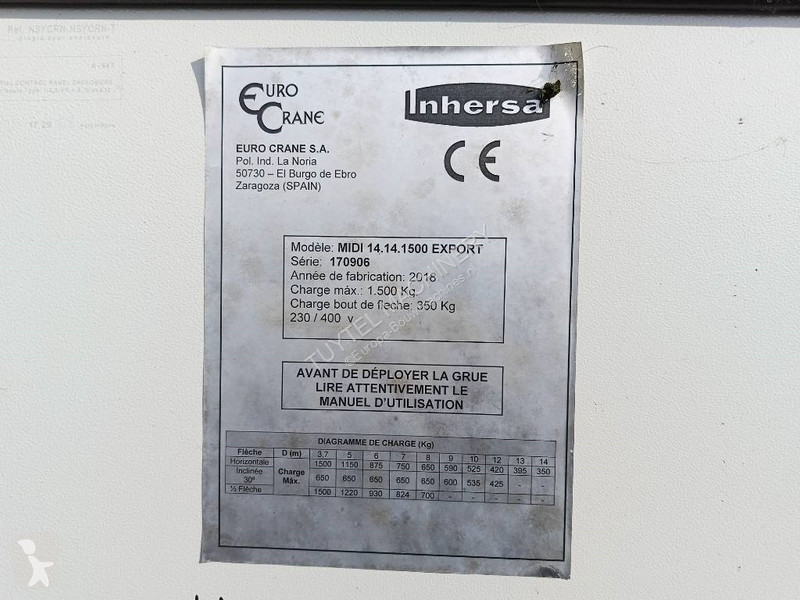 EURO
CRANE
Inhersa
CE
EURO CRANE S.A.
Pol. Ind. La Noria
50730 – El Burgo de Ebro
Zaragoza (SPAIN)
Modèle: MIDI 14.14.1500 EXPORT
Série: 170906
Année de fabrication: 2018
Charge máx.: 1.500 Kg.
Charge bout de fleche: 350 Kg
230 / 400 v
TUYTEL MACHINERY
AVANT DE DÉPLOYER LA GRUE
LIRE ATTENTIVEMENT LE
MANUEL D'UTILISATION
DIAGRAMME DE CHARGE (Kg)
Flèche D (m) 3,7 5 6 7 8 9 10 12 13 14
Horizontale 1500 1150 875 750 650 590 525 420 395 350
Inclinée 30º Charge Máx. 650 650 650 650 650 600 535 425 - -
½ Flèche 1500 1220 930 824 700 - - - - -